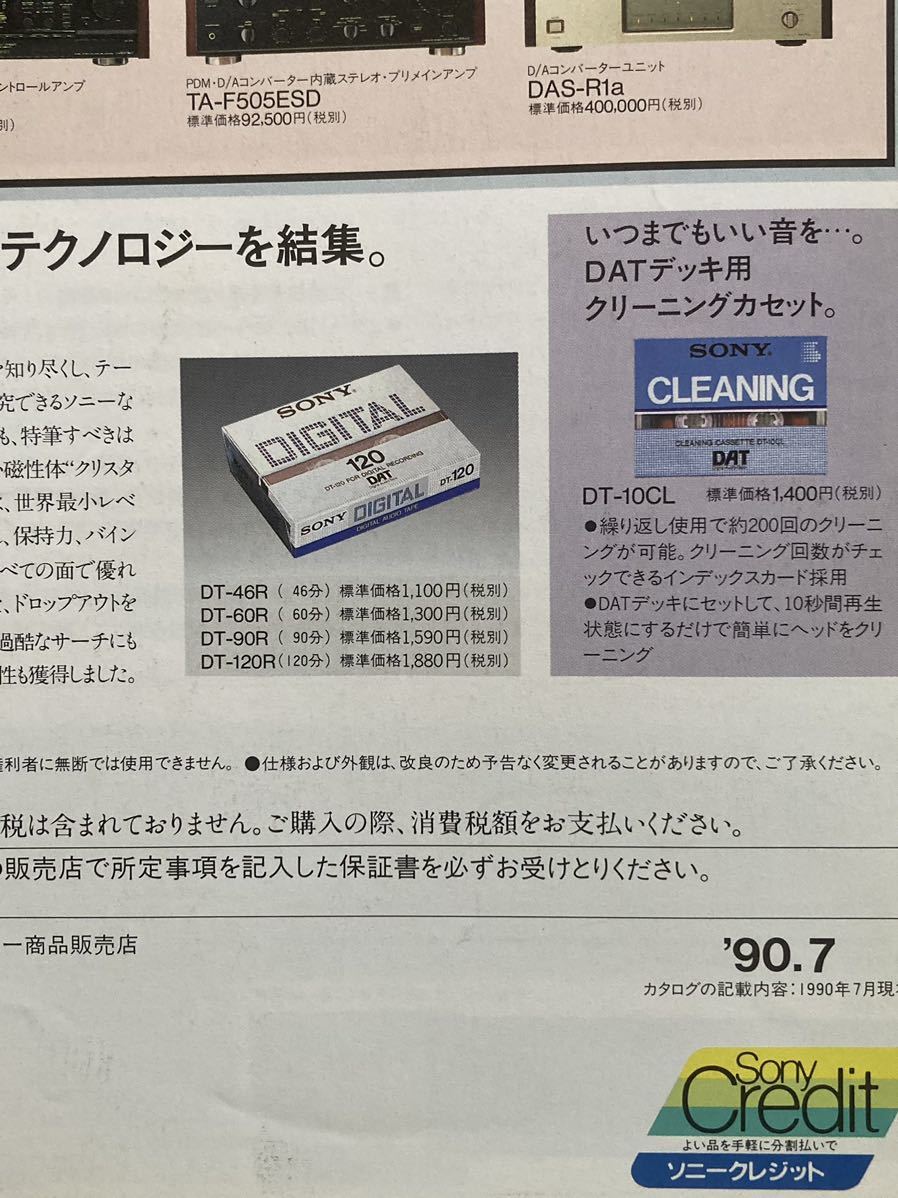 ントロールアンプ
別)
PDM・D/Aコンバーター内蔵ステレオ・プリメインアンプ
TA-F505ESD
標準価格92,500円(税別)
D/Aコンバーターユニット
DAS-R1a
標準価格400,000円(税別)
テクノロジーを結集。
知り尽くし、テー
究できるソニーな
も、特筆すべきは
磁性体“クリスタ
、世界最小レベ
、保持力、バイン
べての面で優れ
、ドロップアウトを
過酷なサーチにも
性も獲得しました。
SONY
DIGITAL
120
DT-120 FOR DIGITAL RECORDING
DAT
SONY DIGITAL DT-120
DIGITAL AUDIO TAPE
DT-46R ( 46分) 標準価格1,100円(税別)
DT-60R ( 60分) 標準価格1,300円(税別)
DT-90R ( 90分) 標準価格1,590円(税別)
DT-120R(120分) 標準価格1,880円(税別)
いつまでもいい音を…。
DATデッキ用
クリーニングカセット。
SONY
CLEANING
CLEANING CASSETTE DT-10CL
DAT
DT-10CL 標準価格1,400円(税別)
●繰り返し使用で約200回のクリーニ
ングが可能。クリーニング回数がチェ
ックできるインデックスカード採用
●DATデッキにセットして、10秒間再生
状態にするだけで簡単にヘッドをクリ
ーニング
権利者に無断では使用できません。●仕様および外観は、改良のため予告なく変更されることがありますので、ご了承ください。
税は含まれておりません。ご購入の際、消費税額をお支払いください。
の販売店で所定事項を記入した保証書を必ずお受けとりください。
ー商品販売店
'90.7
カタログの記載内容:1990年7月現在
Sony
Credit
よい品を手軽に分割払いで
ソニークレジット